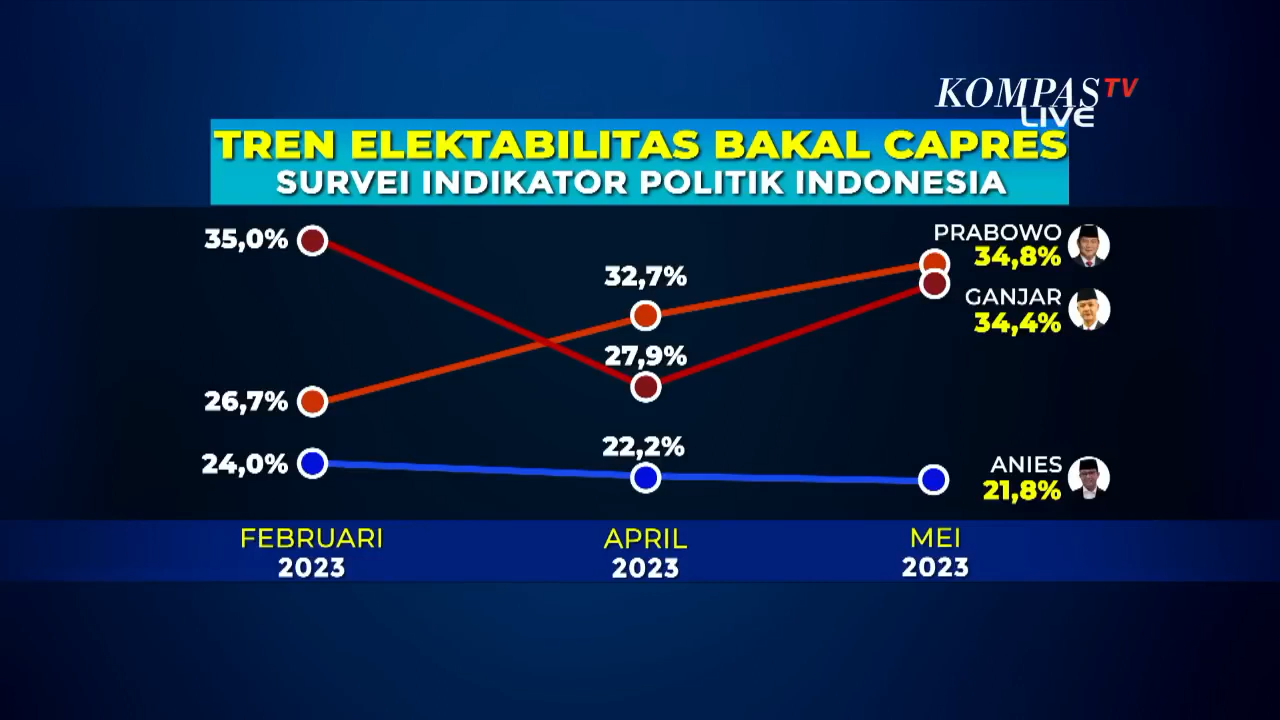 KOMPAS TV
LIVE
TREN ELEKTABILITAS BAKAL CAPRES
SURVEI INDIKATOR POLITIK INDONESIA
35,0%
32,7%
PRABOWO
34,8%
GANJAR
34,4%
27,9%
26,7%
24,0%
22,2%
ANIES
21,8%
FEBRUARI
2023
APRIL
2023
MEI
2023